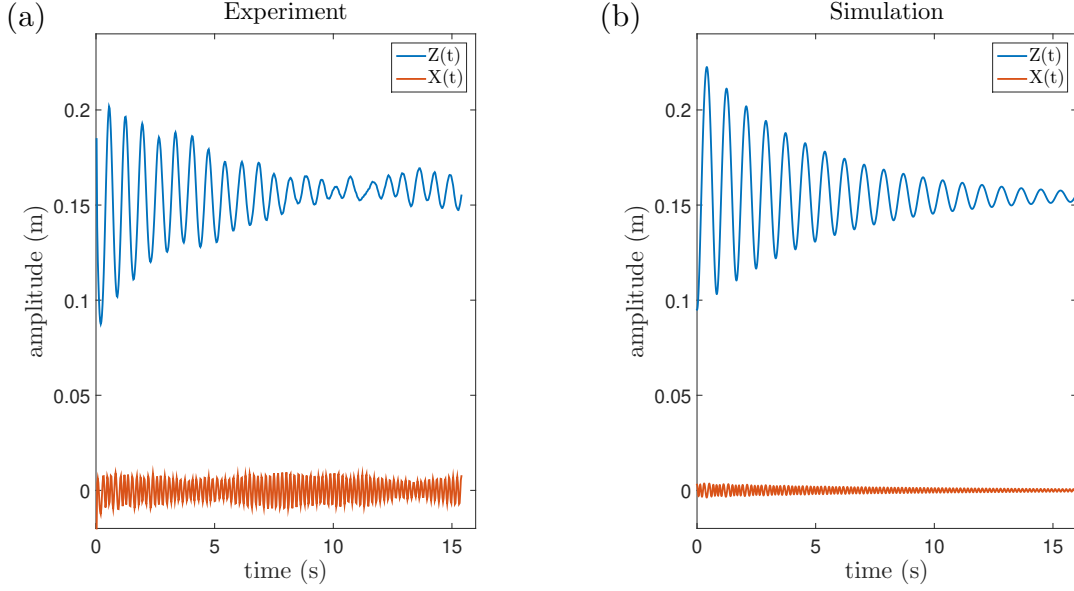 (a)
Experiment
Z(t)
X(t)
0.2
0.15
0.1
0.05
0
amplitude (m)
0
5
10
15
time (s)
(b)
Simulation
Z(t)
X(t)
0.2
0.15
0.1
0.05
0
amplitude (m)
0
5
10
15
time (s)